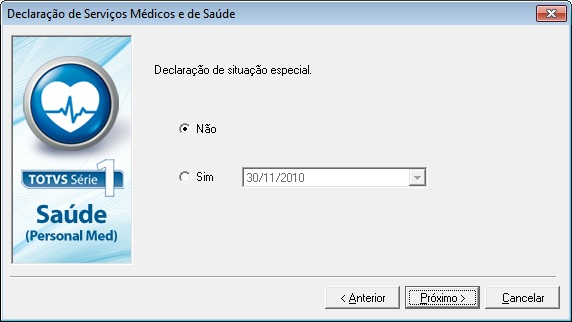 Declaração de Serviços Médicos e de Saúde
Declaração de situação especial.
Não
Sim
30/11/2010
TOTVS Série 1
Saúde
(Personal Med)
< Anterior
Próximo >
Cancelar